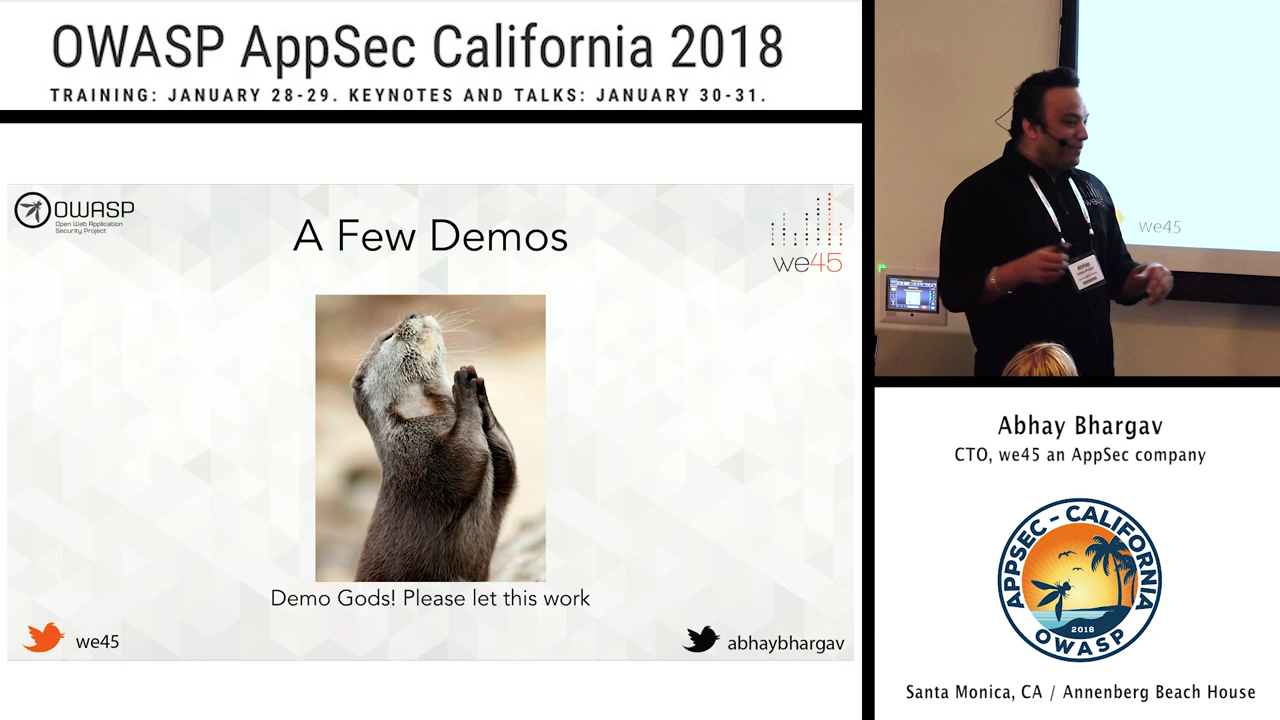 OWASP AppSec California 2018
TRAINING: JANUARY 28-29. KEYNOTES AND TALKS: JANUARY 30-31.
OWASP
Open Web Application
Security Project
A Few Demos
we45
Demo Gods! Please let this work
we45
abhaybhargav
we45
Abhay
Abhay Bhargav
CTO, we45 an AppSec company
APPSEC - CALIFORNIA
2018
OWASP
Santa Monica, CA / Annenberg Beach House